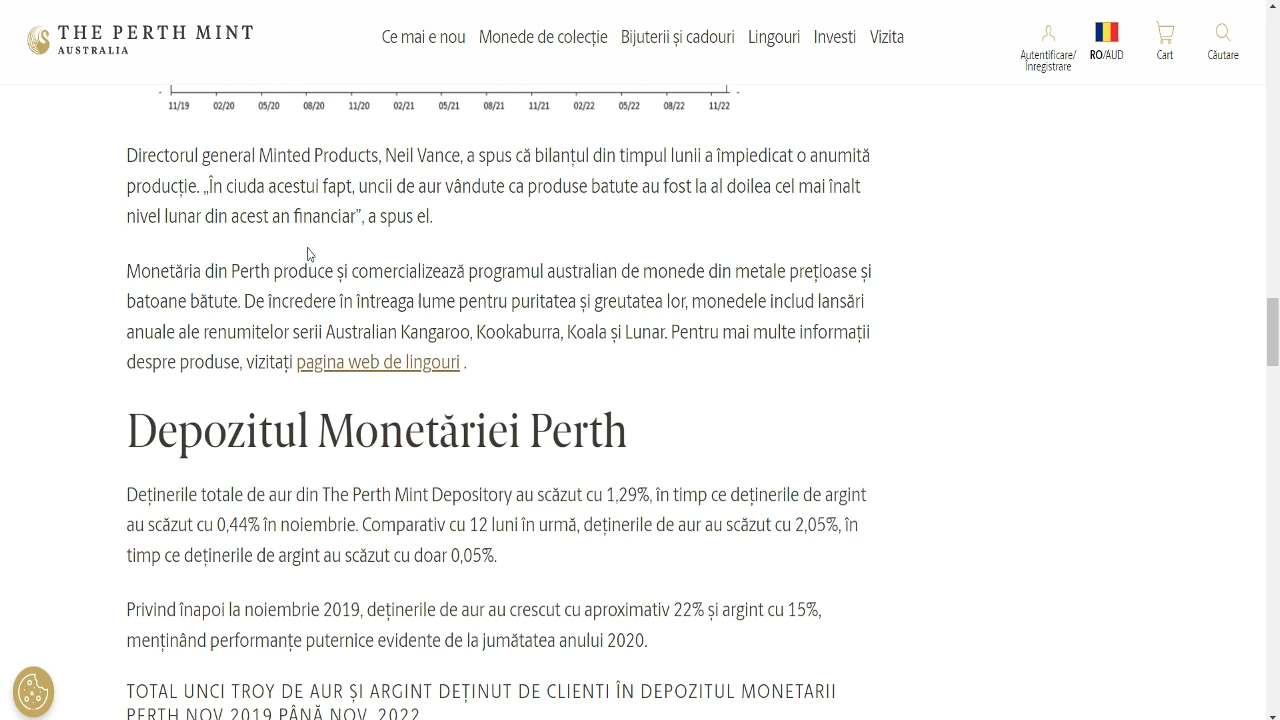 THE PERTH MINT
AUSTRALIA
Ce mai e nou Monede de colecție Bijuterii și cadouri Lingouri Investi Vizita
Autentificare/
Înregistrare
RO/AUD
Cart
Căutare
11/19 02/20 05/20 08/20 11/20 02/21 05/21 08/21 11/21 02/22 05/22 08/22 11/22
Directorul general Minted Products, Neil Vance, a spus că bilanțul din timpul lunii a împiedicat o anumită
producție. „În ciuda acestui fapt, uncii de aur vândute ca produse batute au fost la al doilea cel mai înalt
nivel lunar din acest an financiar”, a spus el.
Monetăria din Perth produce și comercializează programul australian de monede din metale prețioase și
batoane bătute. De încredere în întreaga lume pentru puritatea și greutatea lor, monedele includ lansări
anuale ale renumitelor serii Australian Kangaroo, Kookaburra, Koala și Lunar. Pentru mai multe informații
despre produse, vizitați pagina web de lingouri .
Depozitul Monetăriei Perth
Deținerile totale de aur din The Perth Mint Depository au scăzut cu 1,29%, în timp ce deținerile de argint
au scăzut cu 0,44% în noiembrie. Comparativ cu 12 luni în urmă, deținerile de aur au scăzut cu 2,05%, în
timp ce deținerile de argint au scăzut cu doar 0,05%.
Privind înapoi la noiembrie 2019, deținerile de aur au crescut cu aproximativ 22% și argint cu 15%,
menținând performanțe puternice evidente de la jumătatea anului 2020.
TOTAL UNCI TROY DE AUR ȘI ARGINT DEȚINUT DE CLIENTI ÎN DEPOZITUL MONETARII
PERTH NOV 2019 PÂNĂ NOV. 2022